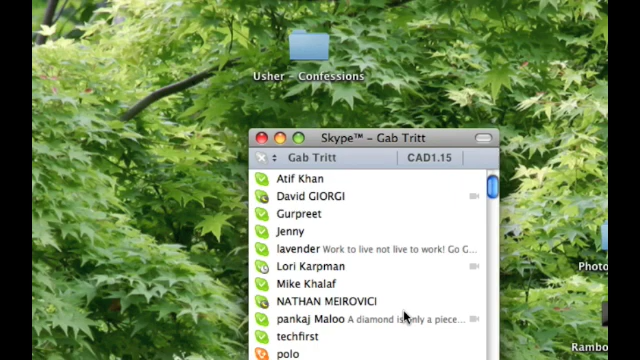 Usher – Confessions
Skype™ – Gab Tritt
Gab Tritt CAD1.15
Atif Khan
David GIORGI
Gurpreet
Jenny
lavender Work to live not live to work! Go G...
Lori Karpman
Mike Khalaf
NATHAN MEIROVICI
pankaj Maloo A diamond is only a piece...
techfirst
polo
Photo
Rambo